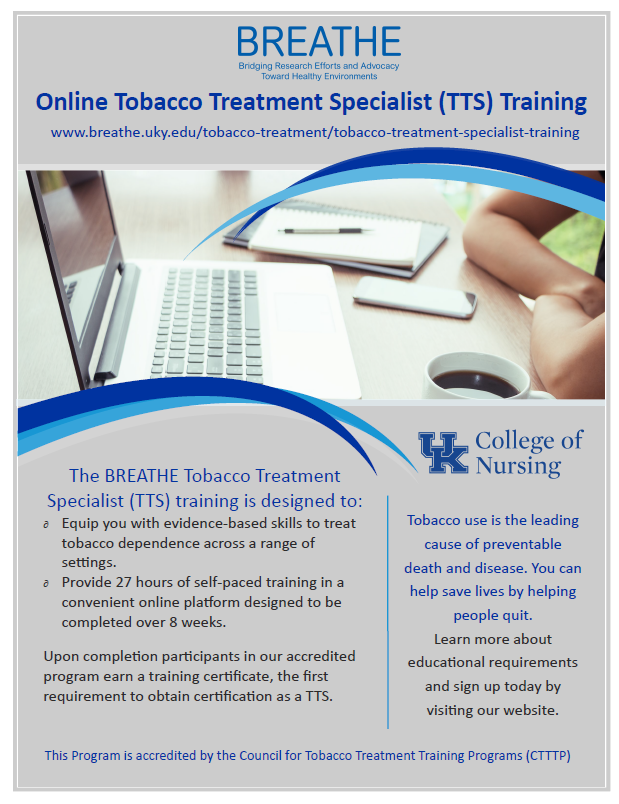 BREATHE
Bridging Research Efforts and Advocacy
Toward Healthy Environments
Online Tobacco Treatment Specialist (TTS) Training
www.breathe.uky.edu/tobacco-treatment/tobacco-treatment-specialist-training
UK College of
Nursing
The BREATHE Tobacco Treatment
Specialist (TTS) training is designed to:
Equip you with evidence-based skills to treat
tobacco dependence across a range of
settings.
Provide 27 hours of self-paced training in a
convenient online platform designed to be
completed over 8 weeks.
Upon completion participants in our accredited
program earn a training certificate, the first
requirement to obtain certification as a TTS.
Tobacco use is the leading
cause of preventable
death and disease. You can
help save lives by helping
people quit.
Learn more about
educational requirements
and sign up today by
visiting our website.
This Program is accredited by the Council for Tobacco Treatment Training Programs (CTTTP)